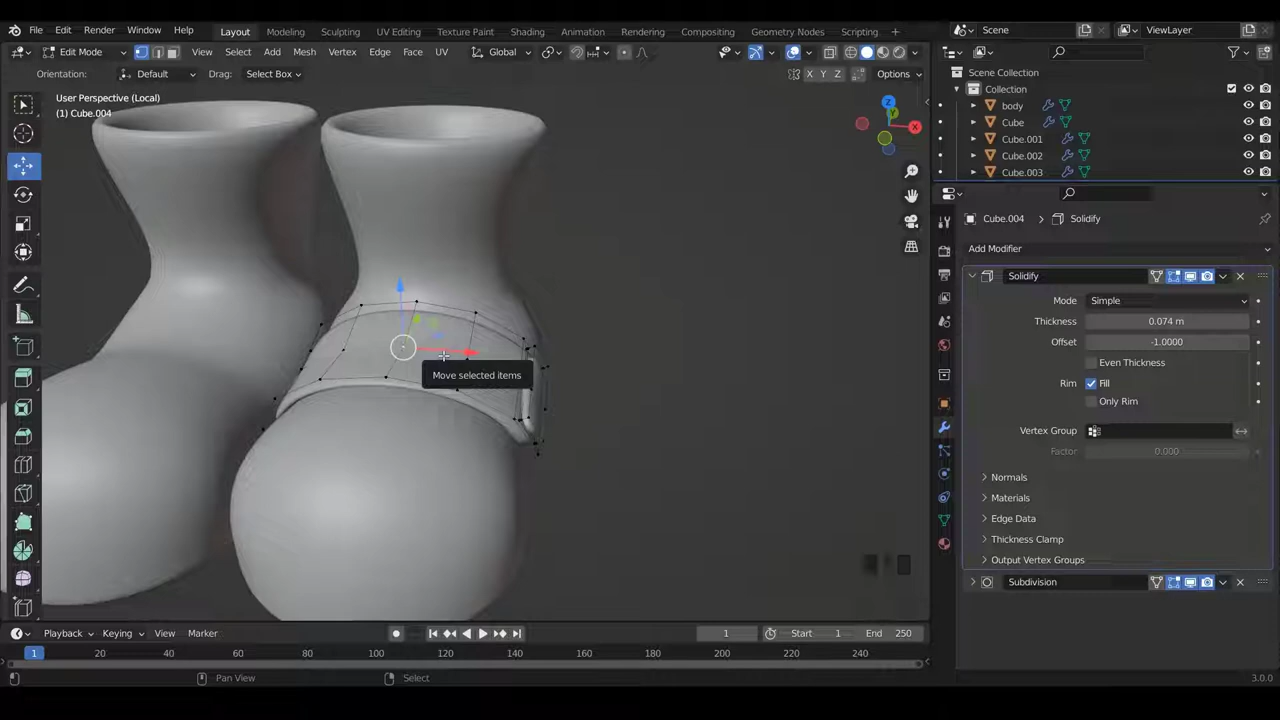 File Edit Render Window Help Layout Modeling Sculpting UV Editing Texture Paint Shading Animation Rendering Compositing Scripting + Scene ViewLayer
Edit Mode View Select Add Mesh Vertex Edge Face UV Global
Orientation: Default Drag: Select Box X Y Z Options
Scene Collection
Collection
body
Cube
Cube.001
Cube.002
Cube.003
User Perspective (Local)
(1) Cube.004
Z
Y
X
Move selected items
Cube.004 > Solidify
Add Modifier
Solidify
Mode Simple
Thickness 0.074 m
Offset -1.0000
Even Thickness
Rim Fill
Only Rim
Vertex Group
Factor 0.000
Normals
Materials
Edge Data
Thickness Clamp
Output Vertex Groups
Subdivision
Playback Keying View Marker 1 Start 1 End 250
1 20 40 60 80 100 120 140 160 180 200 220 240
Pan View Select 3.0.0